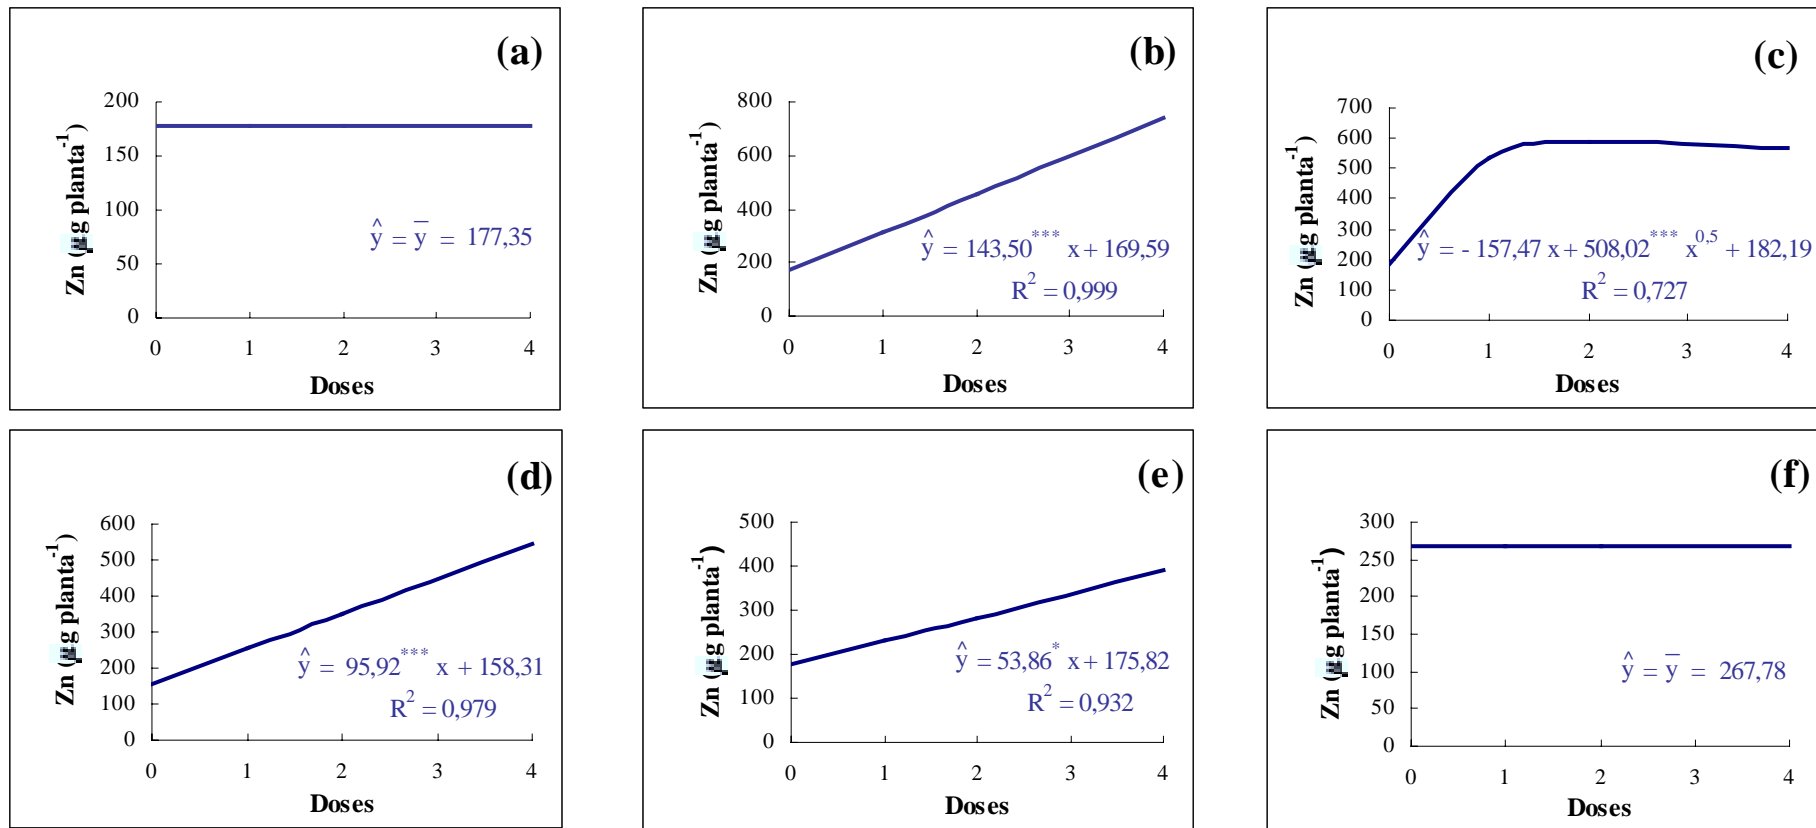 (a)
Zn (μg planta⁻¹)
200
150
100
50
0
ŷ = ȳ = 177,35
0 1 2 3 4
Doses
(b)
Zn (μg planta⁻¹)
800
600
400
200
0
ŷ = 143,50*** x + 169,59
R² = 0,999
0 1 2 3 4
Doses
(c)
Zn (μg planta⁻¹)
700
600
500
400
300
200
100
0
ŷ = - 157,47 x + 508,02*** x^0,5 + 182,19
R² = 0,727
0 1 2 3 4
Doses
(d)
Zn (μg planta⁻¹)
600
500
400
300
200
100
0
ŷ = 95,92*** x + 158,31
R² = 0,979
0 1 2 3 4
Doses
(e)
Zn (μg planta⁻¹)
500
400
300
200
100
0
ŷ = 53,86* x + 175,82
R² = 0,932
0 1 2 3 4
Doses
(f)
Zn (μg planta⁻¹)
300
250
200
150
100
50
0
ŷ = ȳ = 267,78
0 1 2 3 4
Doses